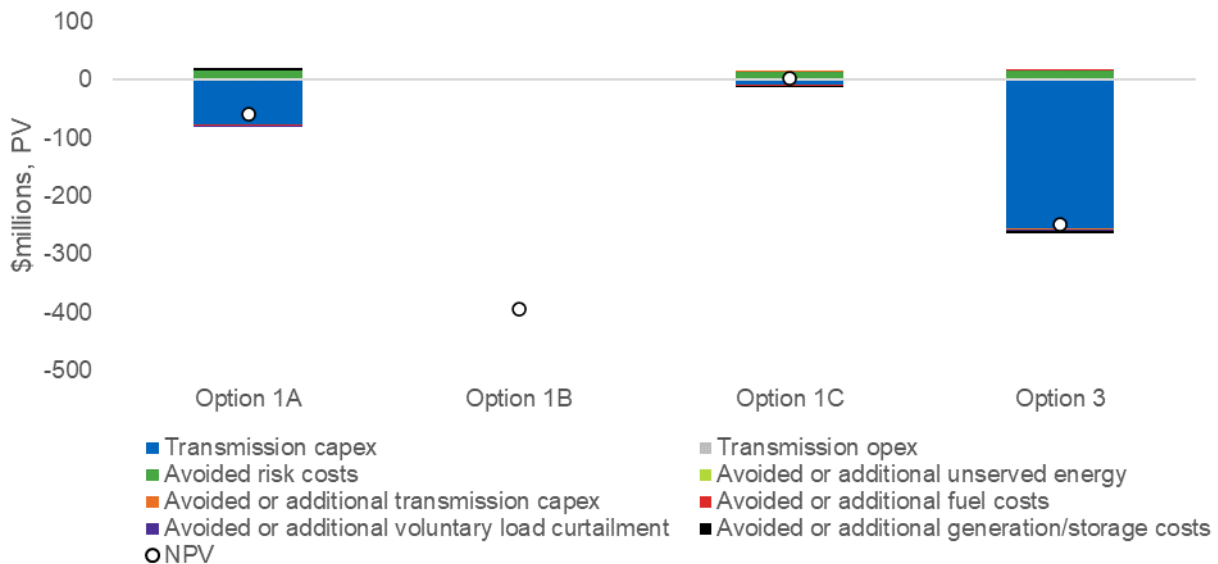 100
0
-100
-200
-300
-400
-500
$millions, PV
Option 1A Option 1B Option 1C Option 3
Transmission capex Transmission opex
Avoided risk costs Avoided or additional unserved energy
Avoided or additional transmission capex Avoided or additional fuel costs
Avoided or additional voluntary load curtailment Avoided or additional generation/storage costs
NPV